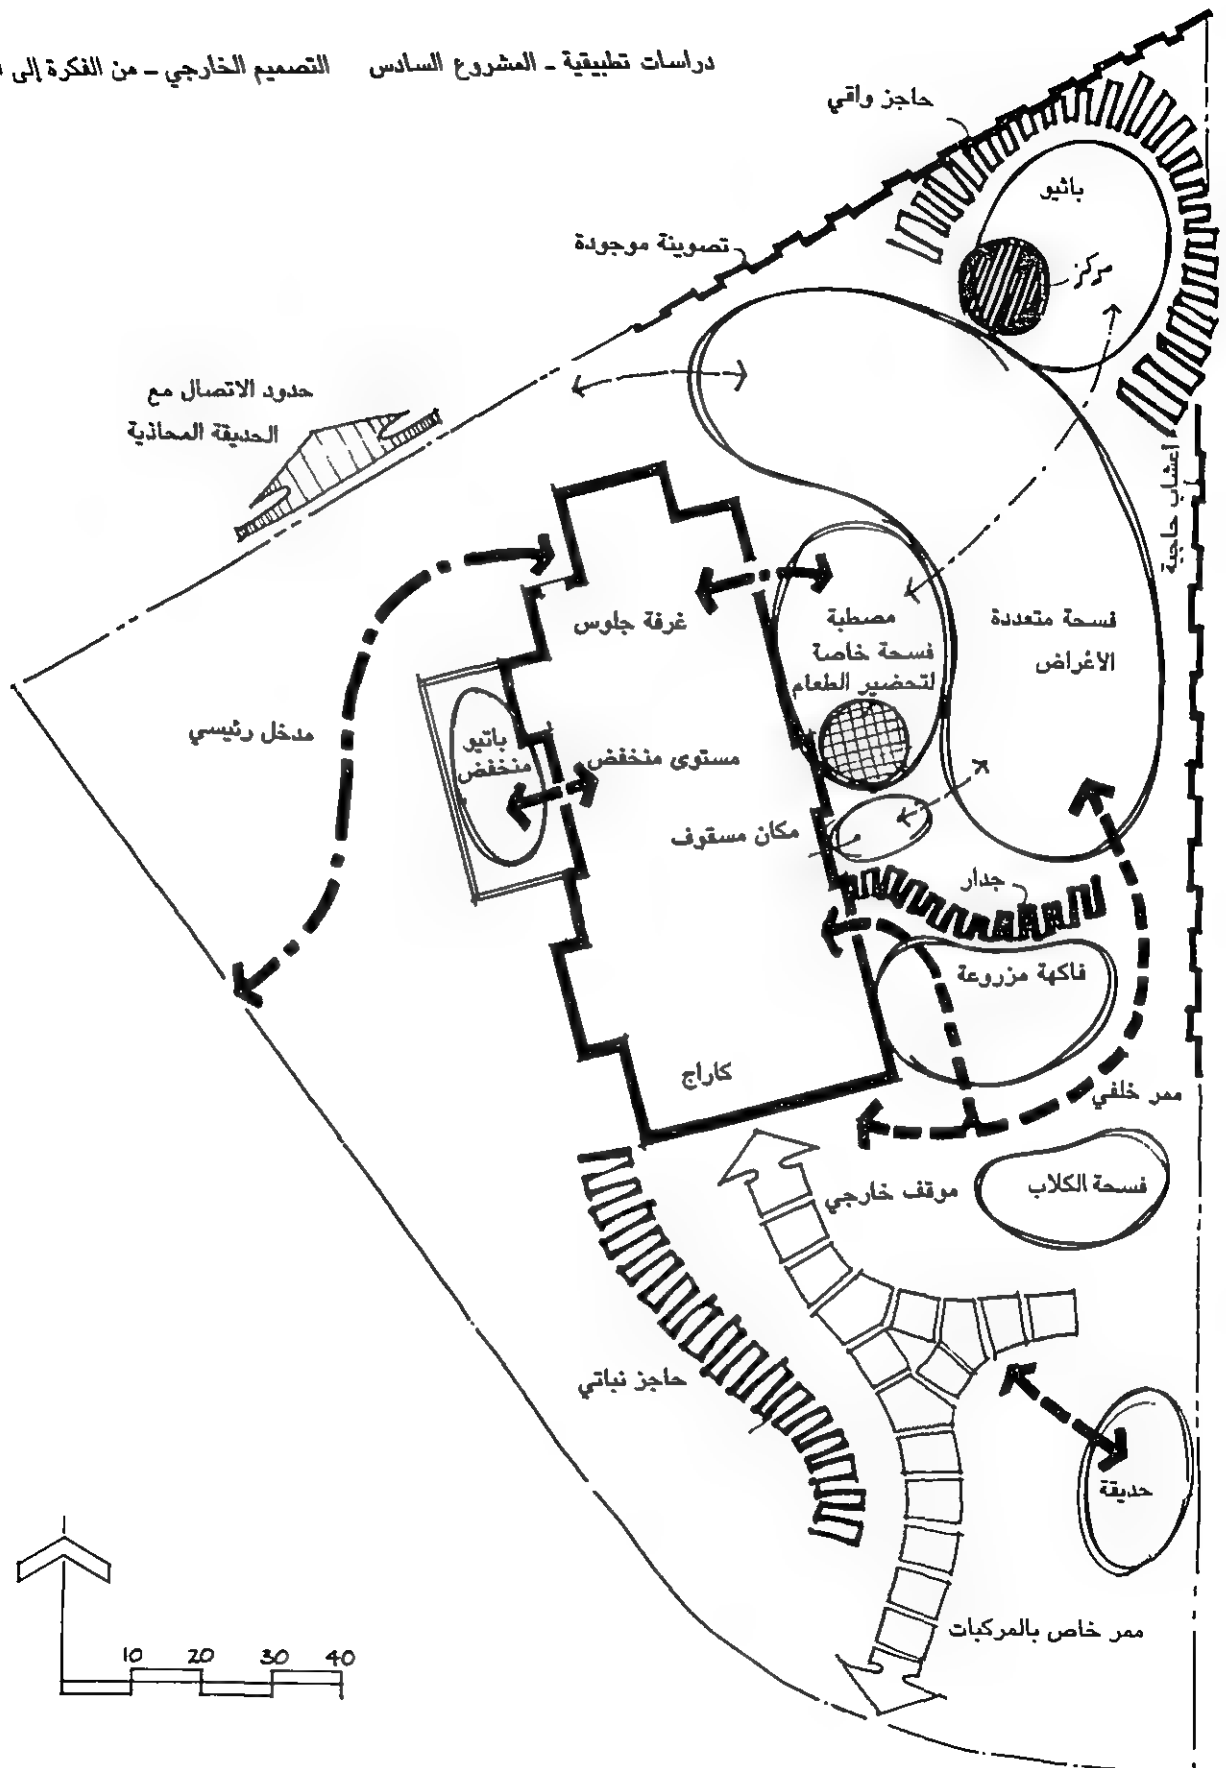 دراسات تطبيقية ـ المشروع السادس    التصميم الخارجي ـ من الفكرة إلى
حاجز واقي
باثيو
مركز
تصوينة موجودة
حدود الاتصال مع
الحديقة المحاذية
أعشاب حاجبة
غرفة جلوس
مصطبة
فسحة خاصة
لتحضير الطعام
فسحة متعددة
الاغراض
مدخل رئيسي
باتيو
منخفض
مستوى منخفض
مكان مسقوف
جدار
فاكهة مزروعة
كاراج
ممر خلفي
موقف خارجي
فسحة الكلاب
حاجز نباتي
حديقة
ممر خاص بالمركبات
10 20 30 40